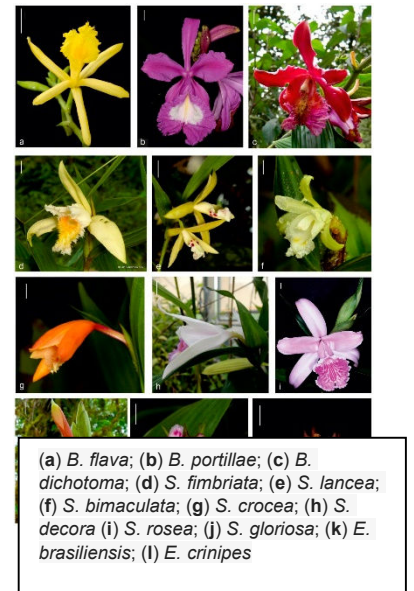 a
b
c
d
e
f
g
h
i
(a) B. flava; (b) B. portillae; (c) B.
dichotoma; (d) S. fimbriata; (e) S. lancea;
(f) S. bimaculata; (g) S. crocea; (h) S.
decora (i) S. rosea; (j) S. gloriosa; (k) E.
brasiliensis; (l) E. crinipes